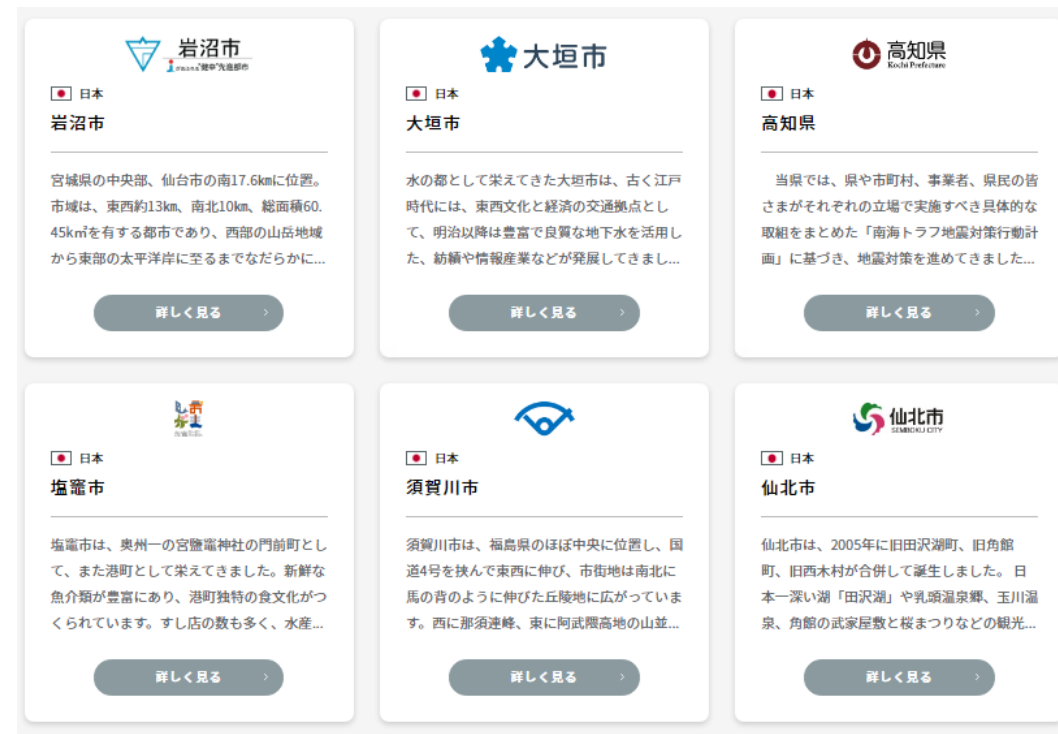 岩沼市
大垣市
高知県
Kochi Prefecture
日本
岩沼市
宮城県の中央部、仙台市の南17.6㎞に位置。
市域は、東西約13㎞、南北10㎞、総面積60.
45k㎡を有する都市であり、西部の山岳地域
から東部の太平洋岸に至るまでなだらかに...
詳しく見る
日本
大垣市
水の都として栄えてきた大垣市は、古く江戸
時代には、東西文化と経済の交通拠点とし
て、明治以降は豊富で良質な地下水を活用し
た、紡績や情報産業などが発展してきまし...
詳しく見る
日本
高知県
当県では、県や市町村、事業者、県民の皆
さまがそれぞれの立場で実施すべき具体的な
取組をまとめた「南海トラフ地震対策行動計
画」に基づき、地震対策を進めてきました...
詳しく見る
仙北市
SEMBOKU CITY
日本
塩竈市
塩竈市は、奥州一の宮鹽竈神社の門前町とし
て、また港町として栄えてきました。新鮮な
魚介類が豊富にあり、港町独特の食文化がつ
くられています。すし店の数も多く、水産...
詳しく見る
日本
須賀川市
須賀川市は、福島県のほぼ中央に位置し、国
道4号を挟んで東西に伸び、市街地は南北に
馬の背のように伸びた丘陵地に広がっていま
す。西に那須連峰、東に阿武隈高地の山並...
詳しく見る
日本
仙北市
仙北市は、2005年に旧田沢湖町、旧角館
町、旧西木村が合併して誕生しました。 日
本一深い湖「田沢湖」や乳頭温泉郷、玉川温
泉、角館の武家屋敷と桜まつりなどの観光...
詳しく見る